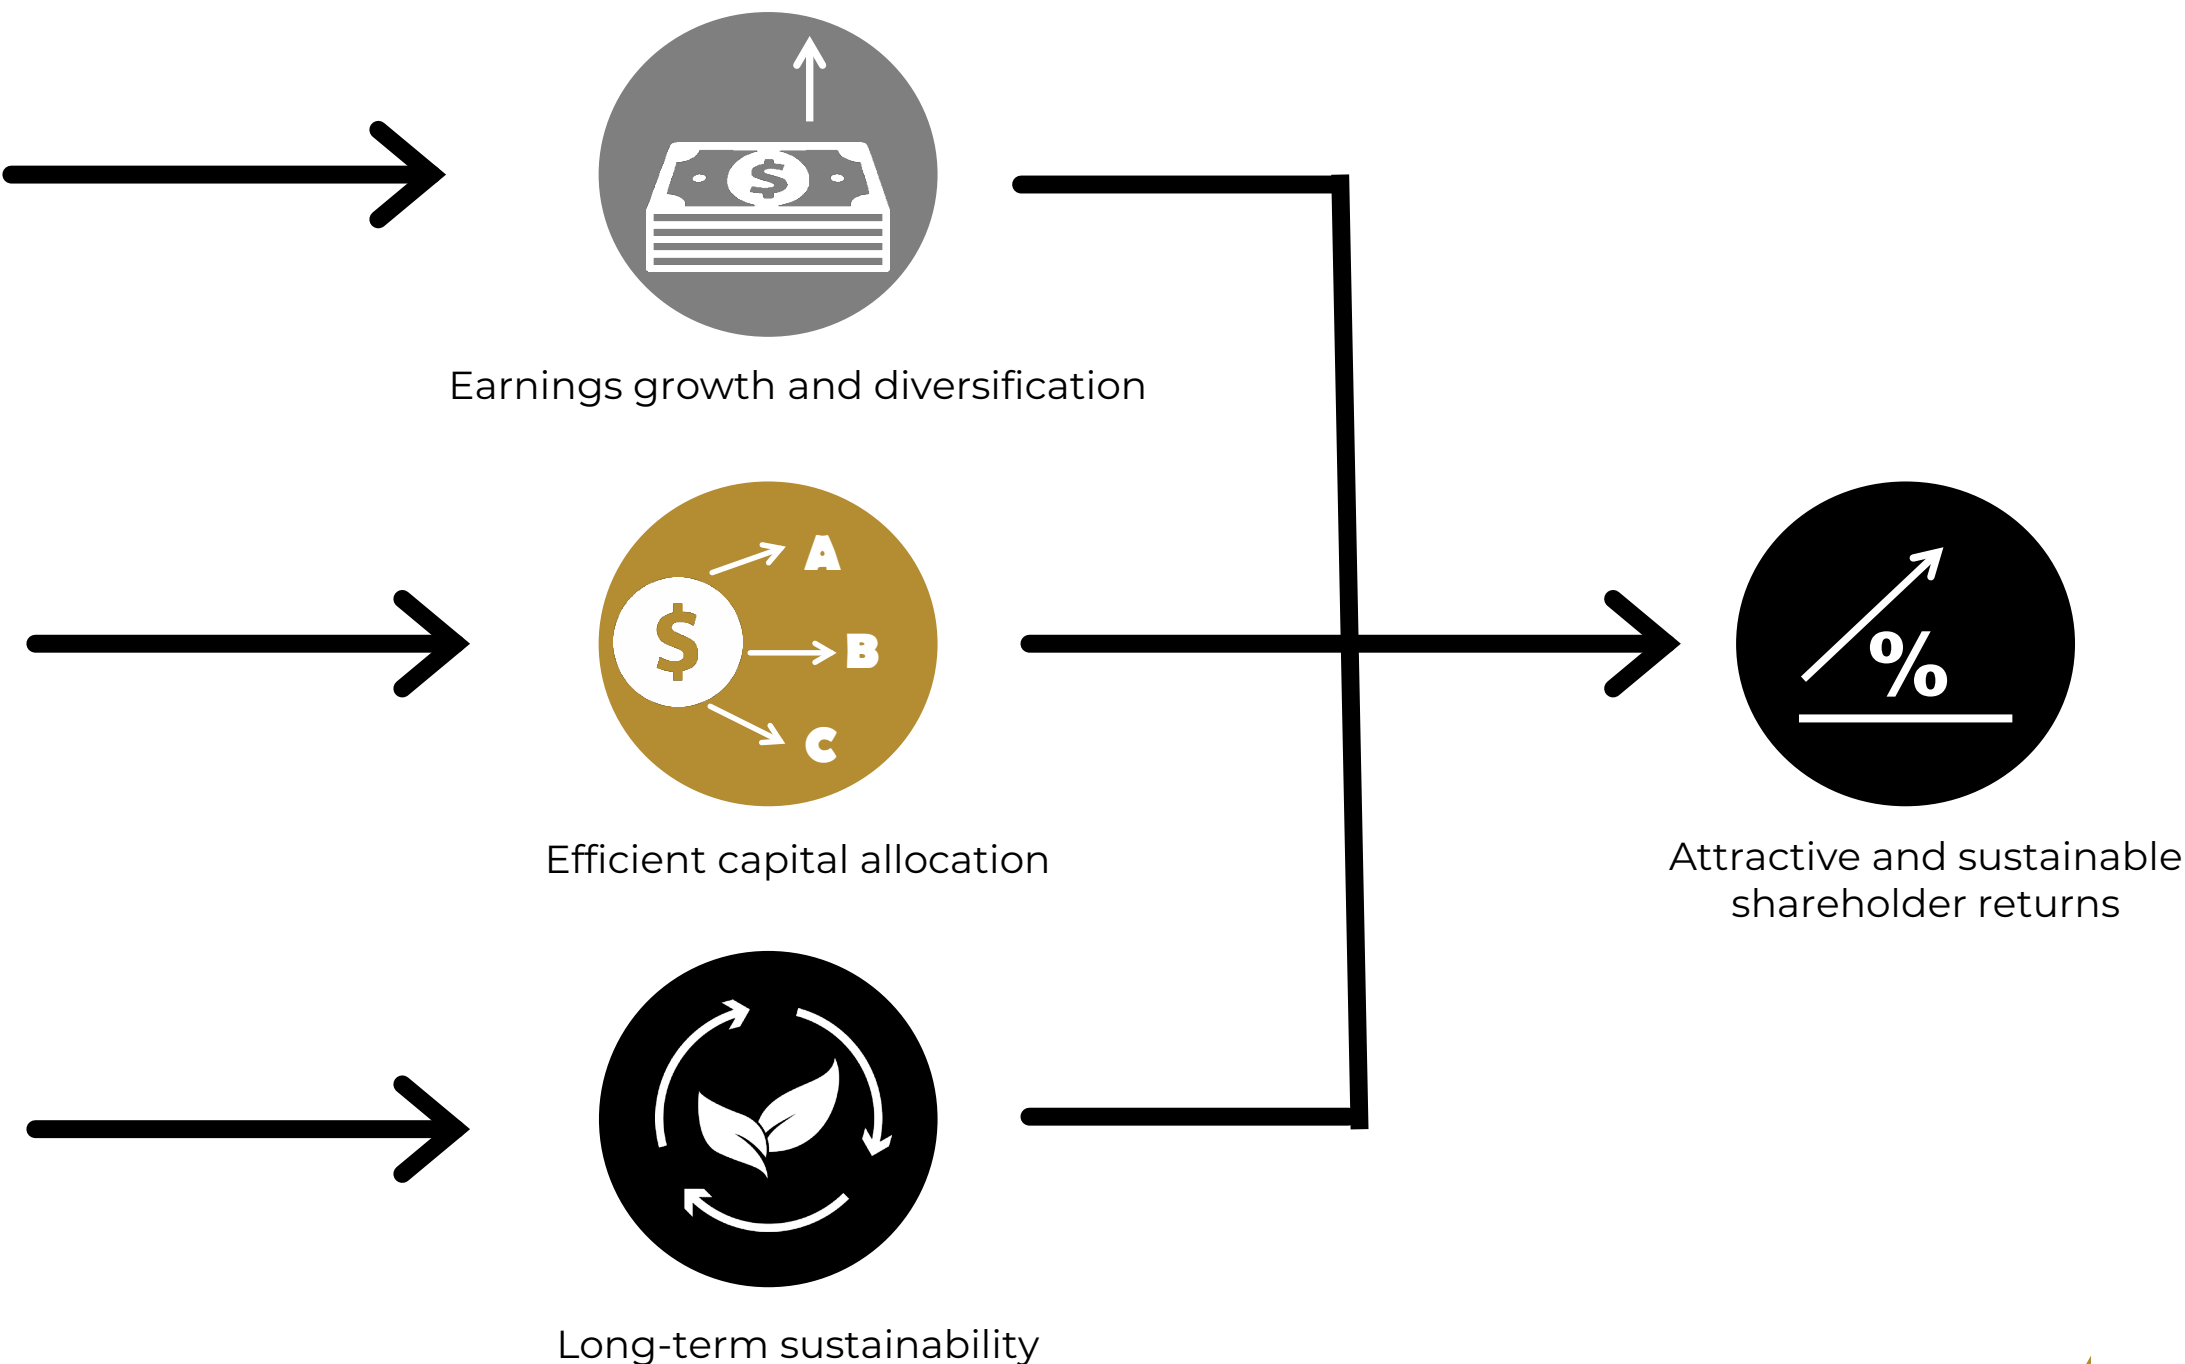 $
Earnings growth and diversification
$
A
B
C
Efficient capital allocation
%
Attractive and sustainable
shareholder returns
Long-term sustainability